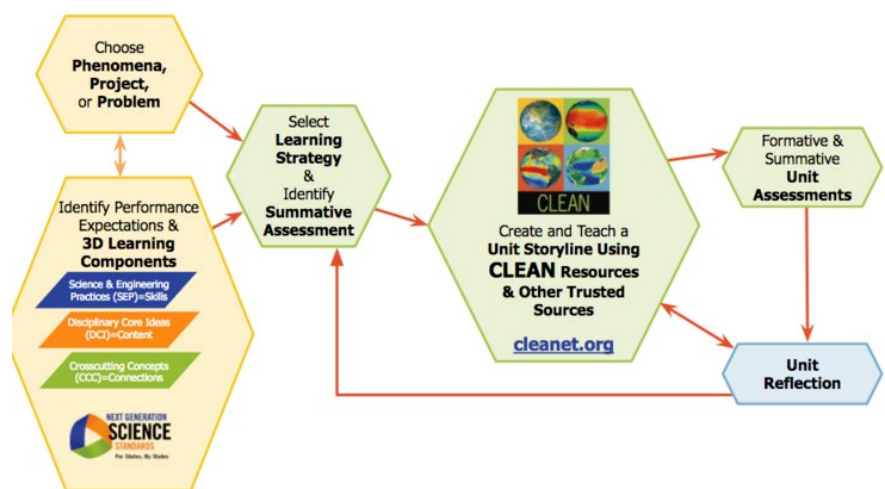 Choose
Phenomena,
Project,
or Problem
Identify Performance
Expectations &
3D Learning
Components
Science & Engineering
Practices (SEP)=Skills
Disciplinary Core Ideas
(DCI)=Content
Crosscutting Concepts
(CCC)=Connections
NEXT GENERATION
SCIENCE
STANDARDS
For States, By States
Select
Learning
Strategy
&
Identify
Summative
Assessment
CLEAN
Create and Teach a
Unit Storyline Using
CLEAN Resources
& Other Trusted
Sources
cleanet.org
Formative &
Summative
Unit
Assessments
Unit
Reflection